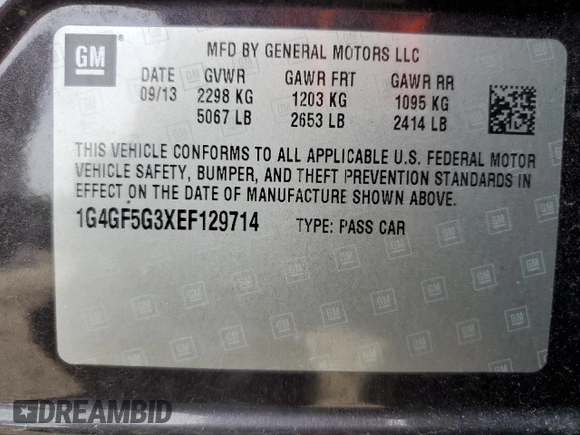 GM
MFD BY GENERAL MOTORS LLC
DATE GVWR GAWR FRT GAWR RR
09/13 2298 KG 1203 KG 1095 KG
5067 LB 2653 LB 2414 LB
THIS VEHICLE CONFORMS TO ALL APPLICABLE U.S. FEDERAL MOTOR
VEHICLE SAFETY, BUMPER, AND THEFT PREVENTION STANDARDS IN
EFFECT ON THE DATE OF MANUFACTURE SHOWN ABOVE.
1G4GF5G3XEF129714 TYPE: PASS CAR
DREAMBID